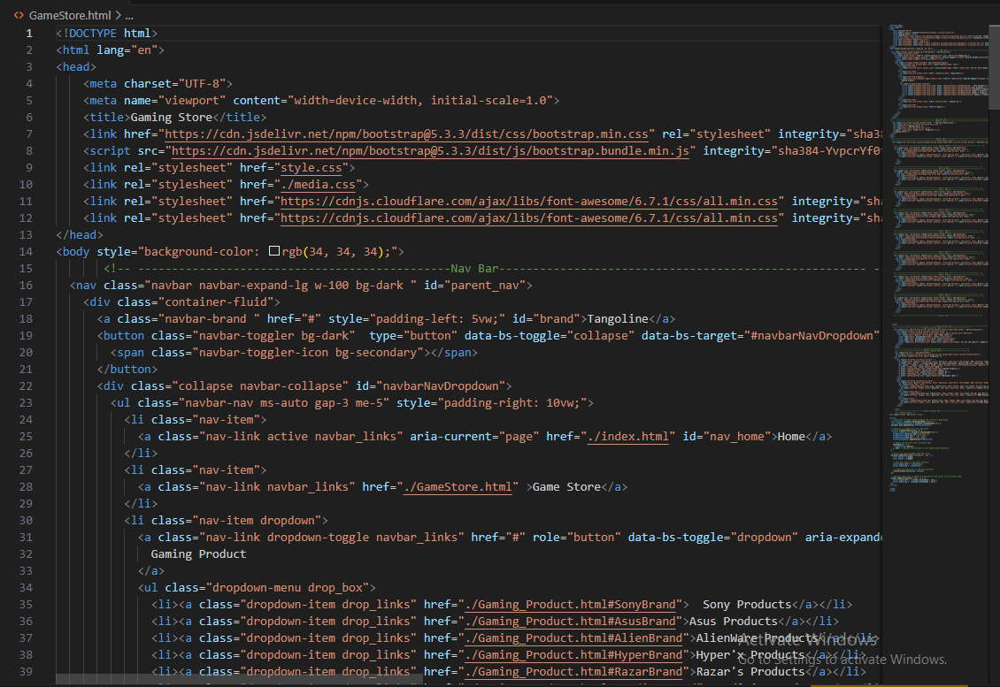 GameStore.html > ...
1 <!DOCTYPE html>
2 <html lang="en">
3 <head>
4 <meta charset="UTF-8">
5 <meta name="viewport" content="width=device-width, initial-scale=1.0">
6 <title>Gaming Store</title>
7 <link href="https://cdn.jsdelivr.net/npm/bootstrap@5.3.3/dist/css/bootstrap.min.css" rel="stylesheet" integrity="sha3
8 <script src="https://cdn.jsdelivr.net/npm/bootstrap@5.3.3/dist/js/bootstrap.bundle.min.js" integrity="sha384-YvpcrYf0
9 <link rel="stylesheet" href="style.css">
10 <link rel="stylesheet" href="./media.css">
11 <link rel="stylesheet" href="https://cdnjs.cloudflare.com/ajax/libs/font-awesome/6.7.1/css/all.min.css" integrity="sha
12 <link rel="stylesheet" href="https://cdnjs.cloudflare.com/ajax/libs/font-awesome/6.7.1/css/all.min.css" integrity="sha
13 </head>
14 <body style="background-color: rgb(34, 34, 34);">
15 <!-- ----------------------------------------------Nav Bar------------------------------------------------------ --
16 <nav class="navbar navbar-expand-lg w-100 bg-dark " id="parent_nav">
17 <div class="container-fluid">
18 <a class="navbar-brand " href="#" style="padding-left: 5vw;" id="brand">Tangoline</a>
19 <button class="navbar-toggler bg-dark" type="button" data-bs-toggle="collapse" data-bs-target="#navbarNavDropdown"
20 <span class="navbar-toggler-icon bg-secondary"></span>
21 </button>
22 <div class="collapse navbar-collapse" id="navbarNavDropdown">
23 <ul class="navbar-nav ms-auto gap-3 me-5" style="padding-right: 10vw;">
24 <li class="nav-item">
25 <a class="nav-link active navbar_links" aria-current="page" href="./index.html" id="nav_home">Home</a>
26 </li>
27 <li class="nav-item">
28 <a class="nav-link navbar_links" href="./GameStore.html" >Game Store</a>
29 </li>
30 <li class="nav-item dropdown">
31 <a class="nav-link dropdown-toggle navbar_links" href="#" role="button" data-bs-toggle="dropdown" aria-expande
32 Gaming Product
33 </a>
34 <ul class="dropdown-menu drop_box">
35 <li><a class="dropdown-item drop_links" href="./Gaming_Product.html#SonyBrand">  Sony Products</a></li>
36 <li><a class="dropdown-item drop_links" href="./Gaming_Product.html#AsusBrand">Asus Products</a></li>
37 <li><a class="dropdown-item drop_links" href="./Gaming_Product.html#AlienBrand">AlienWare Products</a></li>
38 <li><a class="dropdown-item drop_links" href="./Gaming_Product.html#HyperBrand">Hyper's Products</a></li>
39 <li><a class="dropdown-item drop_links" href="./Gaming_Product.html#RazarBrand">Razar's Products</a></li>
Activate Windows
Go to Settings to activate Windows.